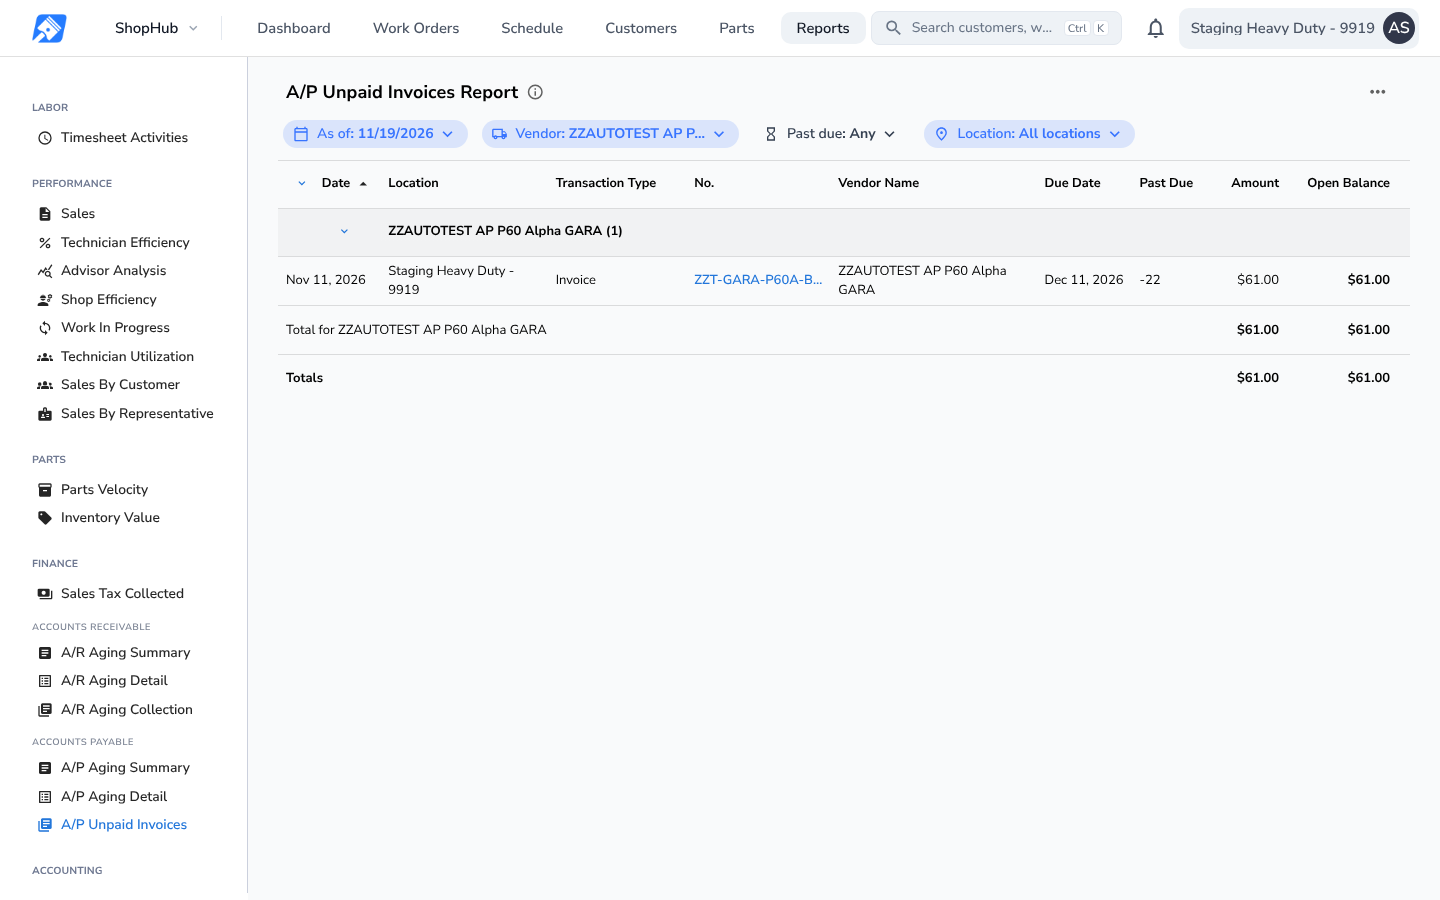 ShopHub
Dashboard
Work Orders
Schedule
Customers
Parts
Reports
Search customers, w...
Ctrl
K
Staging Heavy Duty - 9919
AS
LABOR
Timesheet Activities
PERFORMANCE
Sales
Technician Efficiency
Advisor Analysis
Shop Efficiency
Work In Progress
Technician Utilization
Sales By Customer
Sales By Representative
PARTS
Parts Velocity
Inventory Value
FINANCE
Sales Tax Collected
ACCOUNTS RECEIVABLE
A/R Aging Summary
A/R Aging Detail
A/R Aging Collection
ACCOUNTS PAYABLE
A/P Aging Summary
A/P Aging Detail
A/P Unpaid Invoices
ACCOUNTING
A/P Unpaid Invoices Report
As of: 11/19/2026
Vendor: ZZAUTOTEST AP P...
Past due: Any
Location: All locations
Date
Location
Transaction Type
No.
Vendor Name
Due Date
Past Due
Amount
Open Balance
ZZAUTOTEST AP P60 Alpha GARA (1)
Nov 11, 2026
Staging Heavy Duty -
9919
Invoice
ZZT-GARA-P60A-B...
ZZAUTOTEST AP P60 Alpha
GARA
Dec 11, 2026
-22
$61.00
$61.00
Total for ZZAUTOTEST AP P60 Alpha GARA
$61.00
$61.00
Totals
$61.00
$61.00